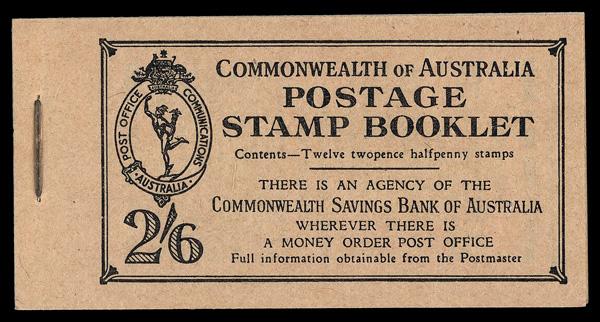 COMMONWEALTH OF AUSTRALIA
POSTAGE
STAMP BOOKLET
Contents—Twelve twopence halfpenny stamps
THERE IS AN AGENCY OF THE
COMMONWEALTH SAVINGS BANK OF AUSTRALIA
WHEREVER THERE IS
A MONEY ORDER POST OFFICE
Full information obtainable from the Postmaster
POST OFFICE COMMUNICATIONS
· AUSTRALIA ·
2/6